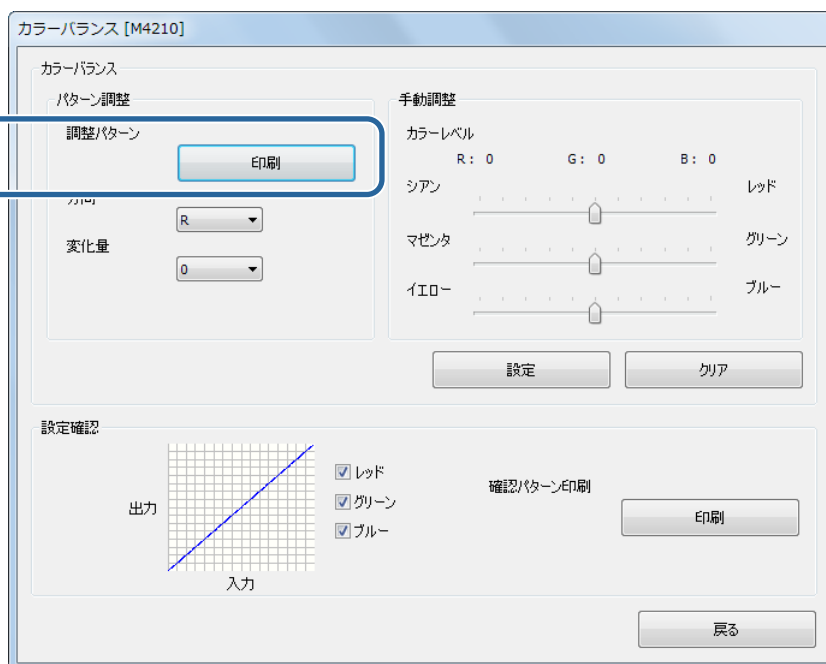 カラーバランス [M4210]
カラーバランス
パターン調整
調整パターン
印刷
方向
R
変化量
0
手動調整
カラーレベル
R: 0 G: 0 B: 0
シアン レッド
マゼンタ グリーン
イエロー ブルー
設定 クリア
設定確認
出力
入力
レッド
グリーン
ブルー
確認パターン印刷
印刷
戻る